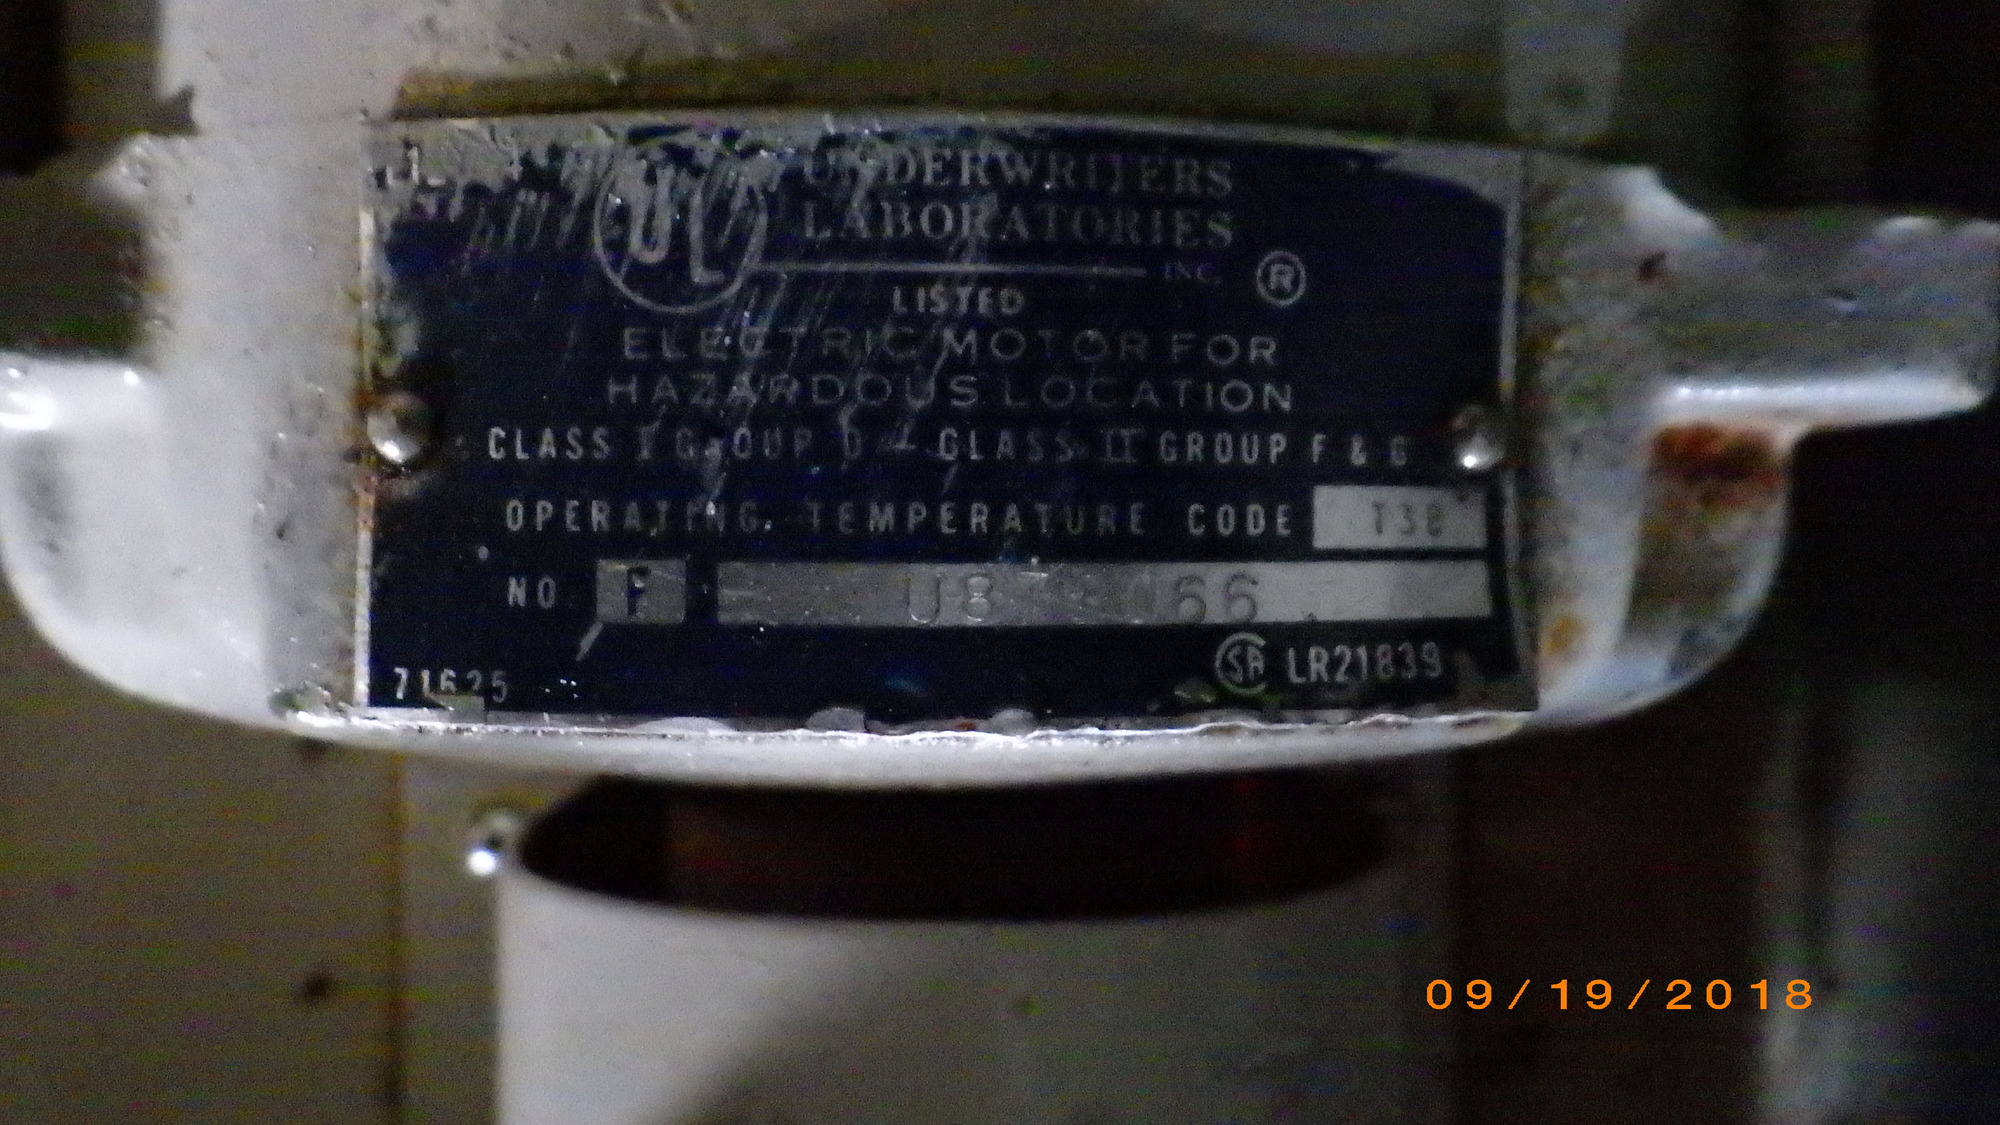 UL UNDERWRITERS
LABORATORIES
INC. ®
LISTED
ELECTRIC MOTOR FOR
HAZARDOUS LOCATION
CLASS I GROUP D - CLASS II GROUP F & G
OPERATING TEMPERATURE CODE T3B
NO F
SA LR21839
71625
09/19/2018